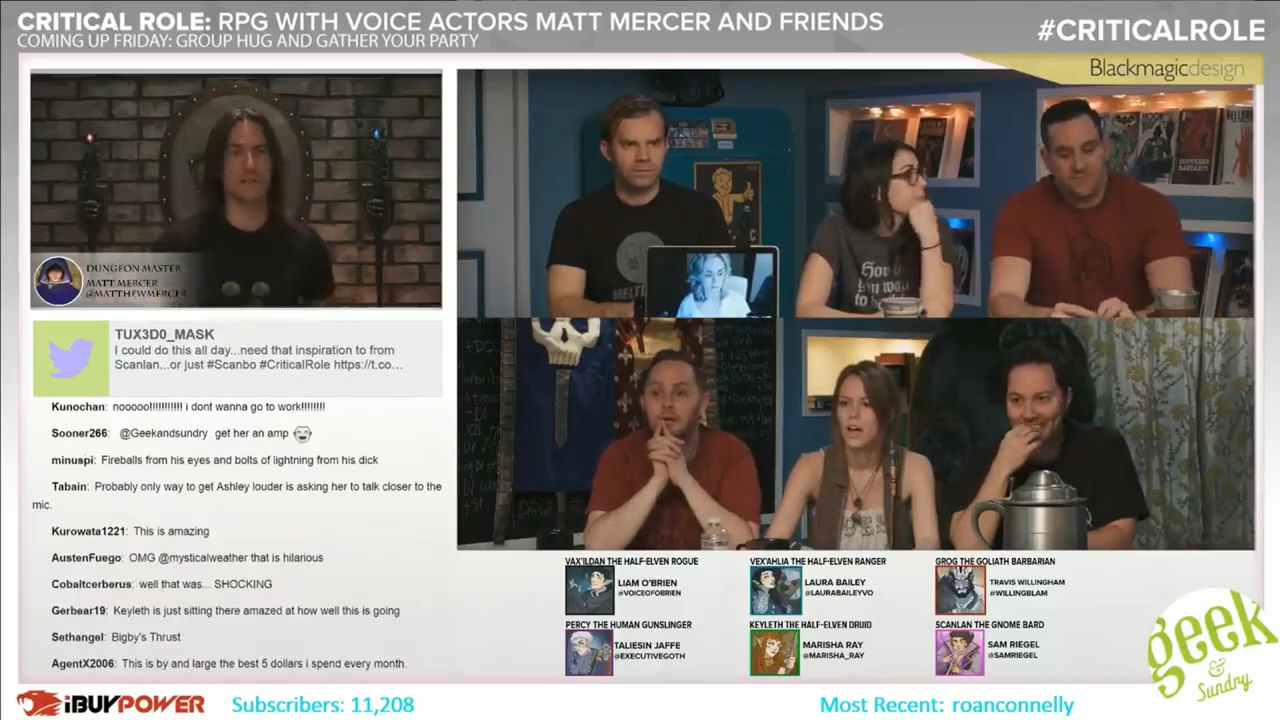 CRITICAL ROLE: RPG WITH VOICE ACTORS MATT MERCER AND FRIENDS
COMING UP FRIDAY: GROUP HUG AND GATHER YOUR PARTY
#CRITICALROLE
Blackmagicdesign
DUNGEON MASTER
MATT MERCER
@MATTHEWMERCER
TUX3D0_MASK
I could do this all day...need that inspiration to from
Scanlan...or just #Scanbo #CriticalRole https://t.co...
Kunochan: nooooo!!!!!!!!!!! i dont wanna go to work!!!!!!!!
Sooner266: @Geekandsundry get her an amp
minuspi: Fireballs from his eyes and bolts of lightning from his dick
Tabain: Probably only way to get Ashley louder is asking her to talk closer to the
mic.
Kurowata1221: This is amazing
AustenFuego: OMG @mysticalweather that is hilarious
Cobaltcerberus: well that was... SHOCKING
Gerbear19: Keyleth is just sitting there amazed at how well this is going
Sethangel: Bigby's Thrust
AgentX2006: This is by and large the best 5 dollars i spend every month.
VAX'ILDAN THE HALF-ELVEN ROGUE
LIAM O'BRIEN
@VOICEOFOBRIEN
VEX'AHLIA THE HALF-ELVEN RANGER
LAURA BAILEY
@LAURABAILEYVO
GROG THE GOLIATH BARBARIAN
TRAVIS WILLINGHAM
@WILLINGBLAM
PERCY THE HUMAN GUNSLINGER
TALIESIN JAFFE
@EXECUTIVEGOTH
KEYLETH THE HALF-ELVEN DRUID
MARISHA RAY
@MARISHA_RAY
SCANLAN THE GNOME BARD
SAM RIEGEL
@SAMRIEGEL
geek
&
Sundry
iBUYPOWER
Subscribers: 11,208
Most Recent: roanconnelly